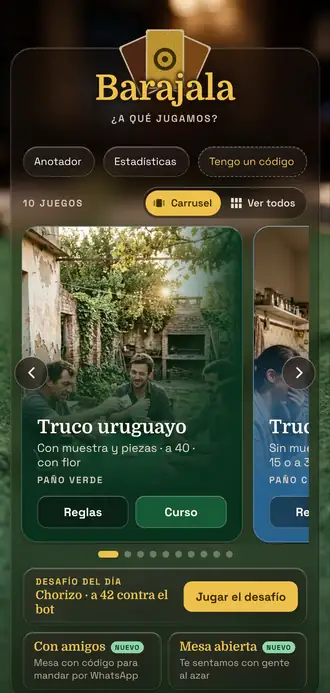 Barajala
¿A QUÉ JUGAMOS?
Anotador
Estadísticas
Tengo un código
10 JUEGOS
Carrusel
Ver todos
Truco uruguayo
Con muestra y piezas · a 40 ·
con flor
PAÑO VERDE
Reglas
Curso
Truc
Sin mue
15 o a 3
PAÑO C
Re
DESAFÍO DEL DÍA
Chorizo · a 42 contra el
bot
Jugar el desafío
Con amigos NUEVO
Mesa con código para
mandar por WhatsApp
Mesa abierta NUEVO
Te sentamos con gente
al azar